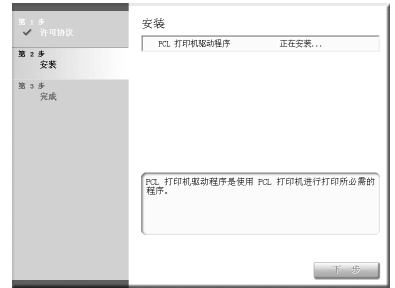 第 1 步
许可协议
第 2 步
安装
第 3 步
完成
安装
PCL 打印机驱动程序 正在安装...
PCL 打印机驱动程序是使用 PCL 打印机进行打印所必需的
程序。
下 步